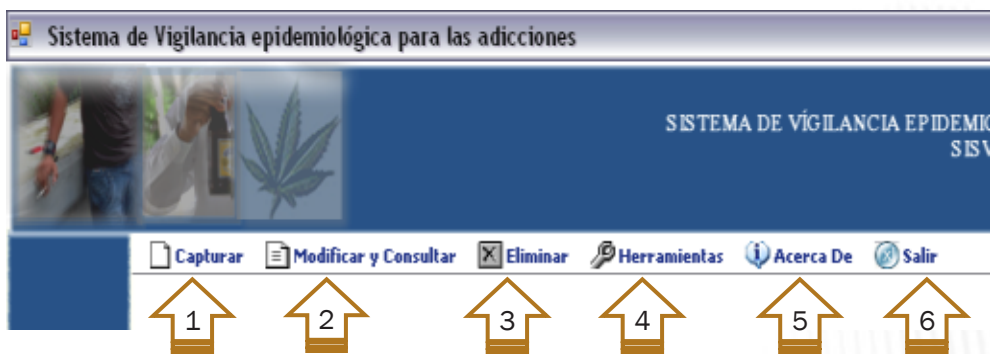 Sistema de Vigilancia epidemiológica para las adicciones
SISTEMA DE VÍGILANCIA EPIDEMIC
SISV
Capturar Modificar y Consultar Eliminar Herramientas Acerca De Salir
1 2 3 4 5 6